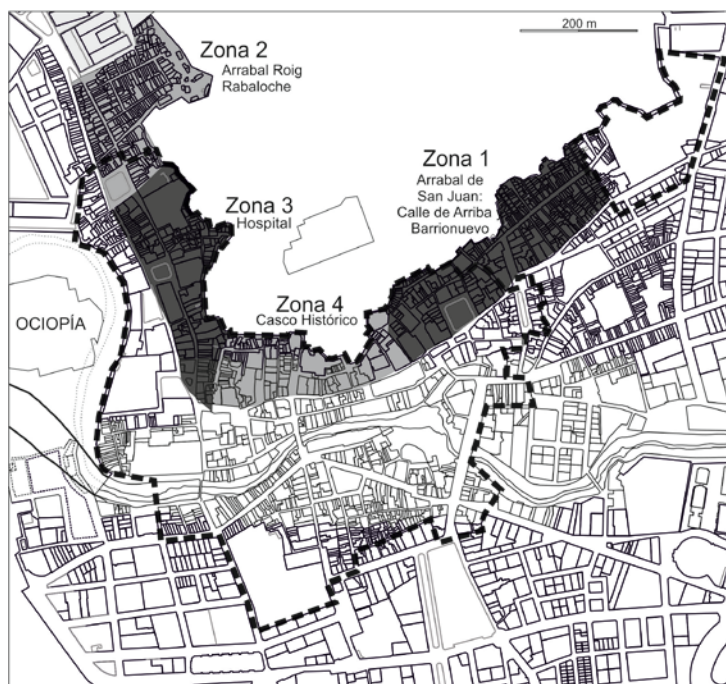 200 m
Zona 2
Arrabal Roig
Rabaloche
Zona 1
Arrabal de
San Juan:
Calle de Arriba
Barrionuevo
Zona 3
Hospital
Zona 4
Casco Histórico
OCIOPÍA